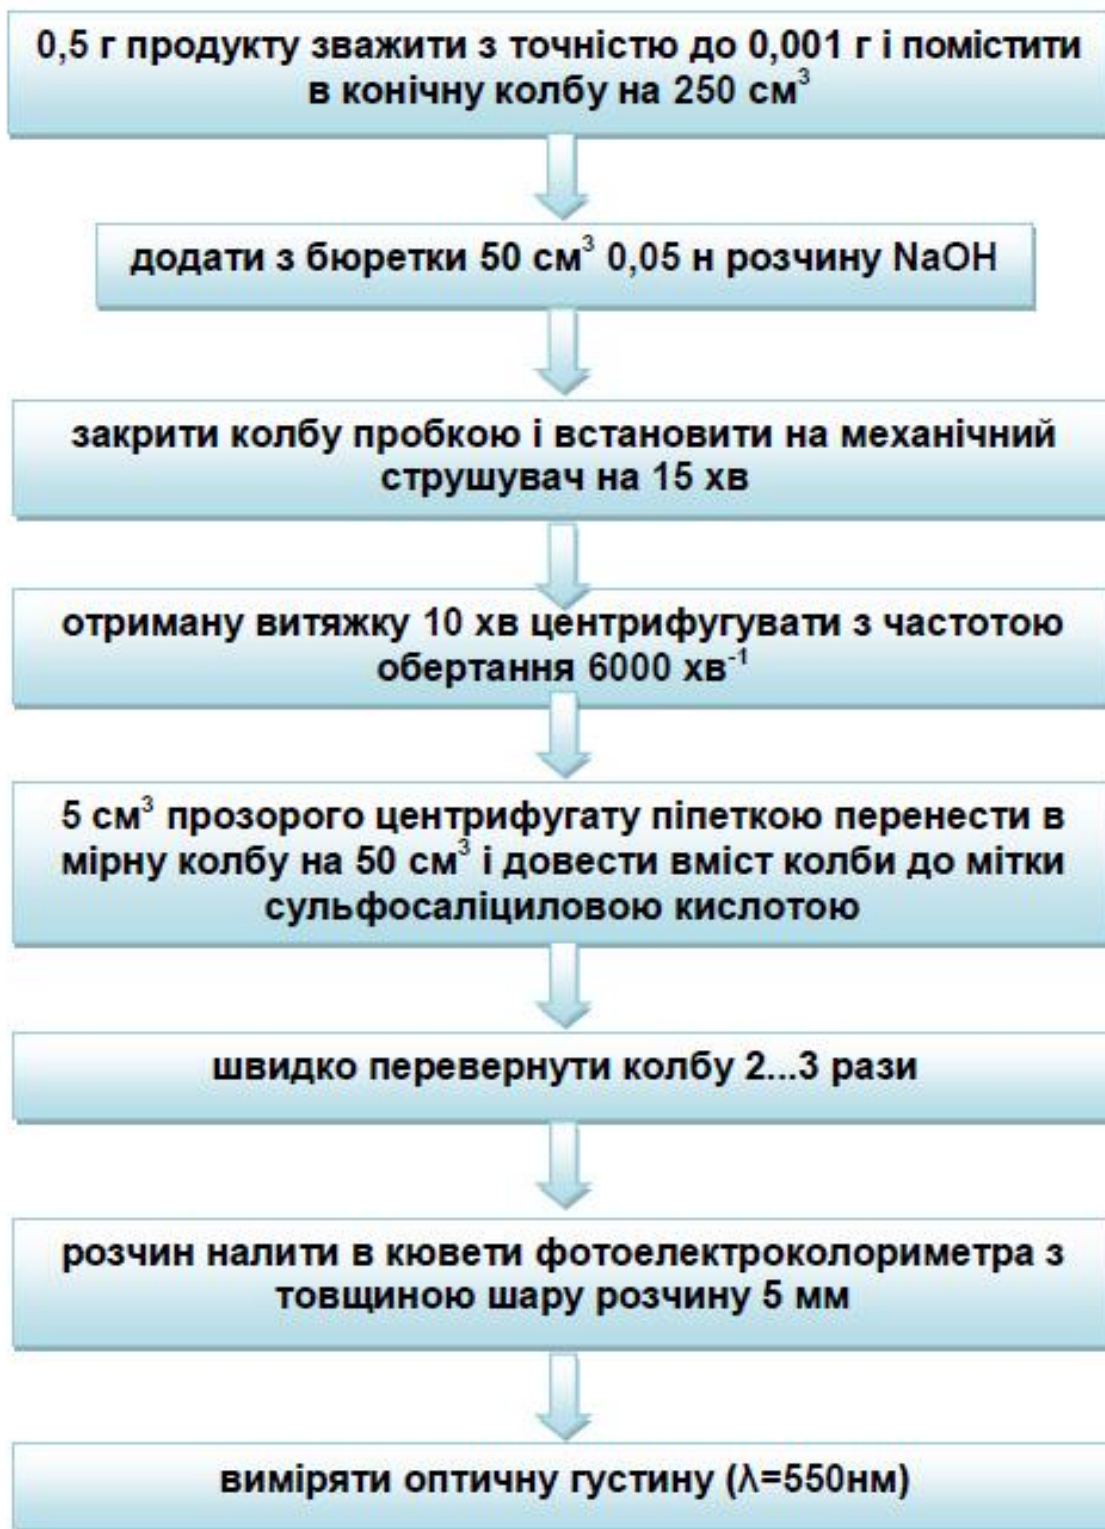 0,5 г продукту зважити з точністю до 0,001 г і помістити
в конічну колбу на 250 см³
додати з бюретки 50 см³ 0,05 н розчину NaOH
закрити колбу пробкою і встановити на механічний
струшувач на 15 хв
отриману витяжку 10 хв центрифугувати з частотою
обертання 6000 хв⁻¹
5 см³ прозорого центрифугату піпеткою перенести в
мірну колбу на 50 см³ і довести вміст колби до мітки
сульфосаліциловою кислотою
швидко перевернути колбу 2...3 рази
розчин налити в кювети фотоелектроколориметра з
товщиною шару розчину 5 мм
виміряти оптичну густину (λ=550нм)